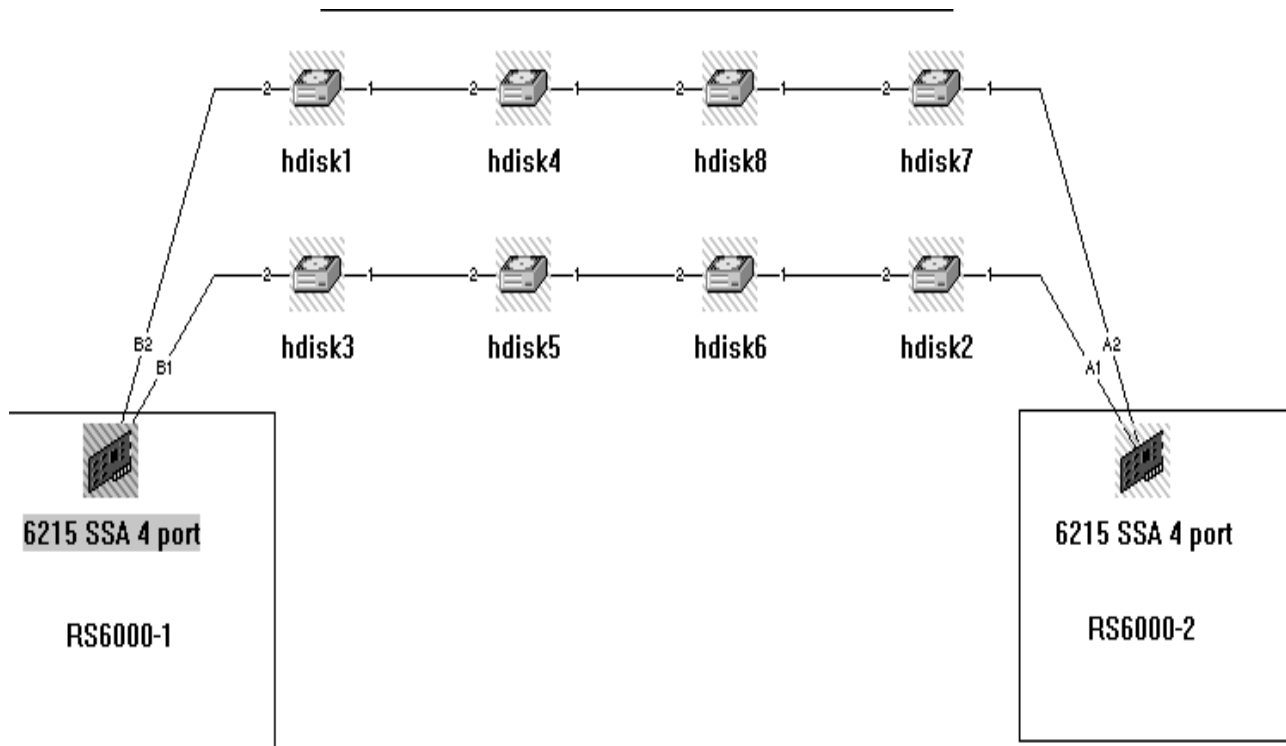 2 1 2 1 2 1 2 1
hdisk1 hdisk4 hdisk8 hdisk7
2 1 2 1 2 1 2 1
hdisk3 hdisk5 hdisk6 hdisk2
B2 A2
B1 A1
6215 SSA 4 port 6215 SSA 4 port
RS6000-1 RS6000-2